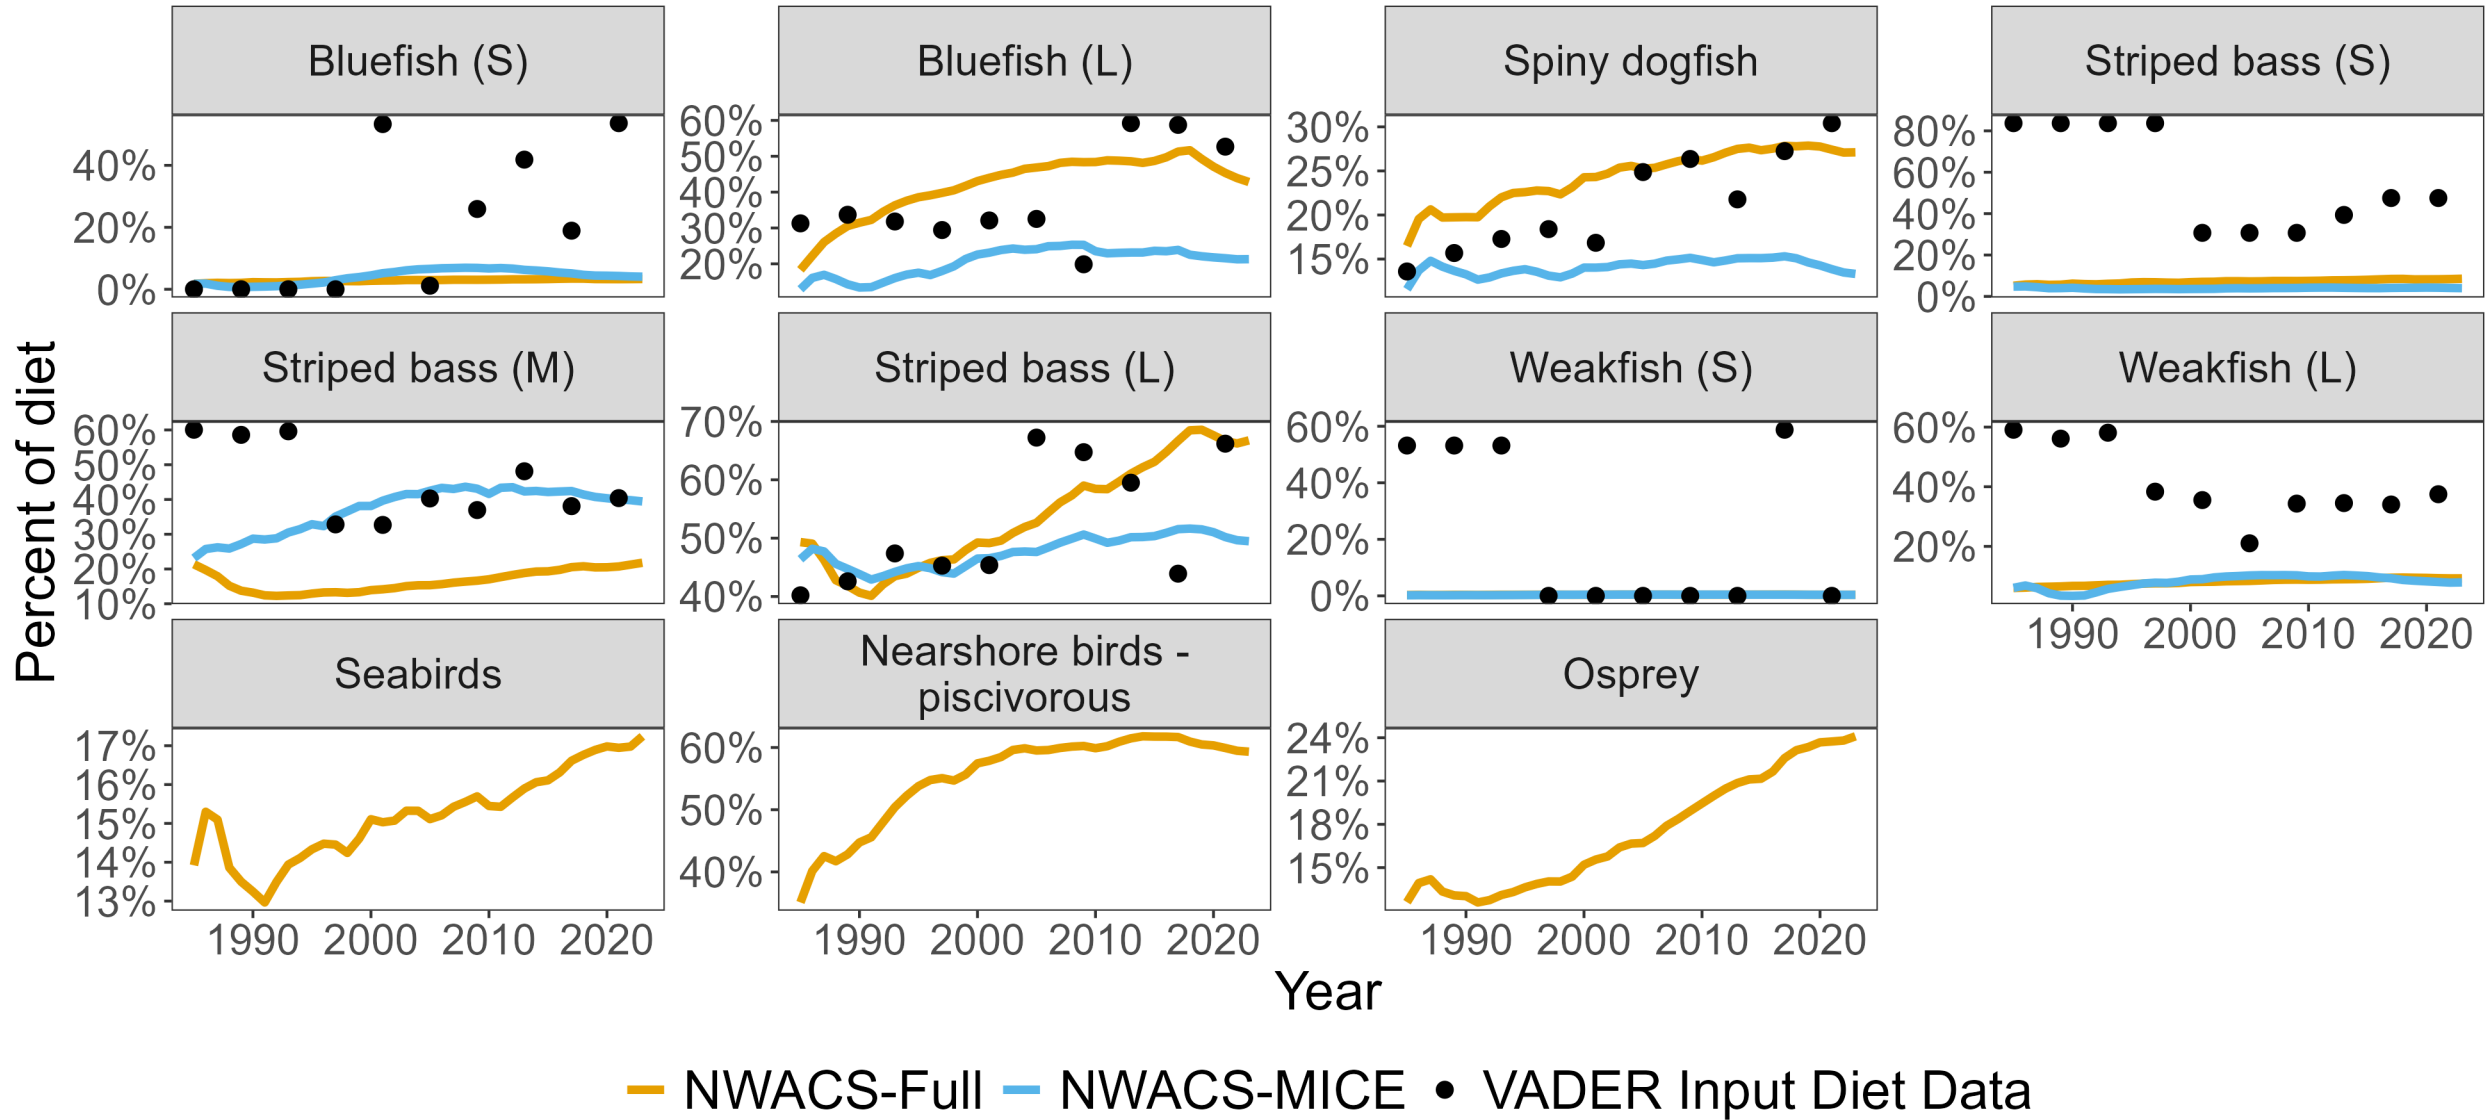 Bluefish (S)
Bluefish (L)
Spiny dogfish
Striped bass (S)
40%
20%
0%
60%
50%
40%
30%
20%
30%
25%
20%
15%
80%
60%
40%
20%
0%
Striped bass (M)
Striped bass (L)
Weakfish (S)
Weakfish (L)
60%
50%
40%
30%
20%
10%
70%
60%
50%
40%
60%
40%
20%
0%
60%
40%
20%
1990 2000 2010 2020
Seabirds
Nearshore birds -
piscivorous
Osprey
17%
16%
15%
14%
13%
60%
50%
40%
24%
21%
18%
15%
1990 2000 2010 2020
1990 2000 2010 2020
1990 2000 2010 2020
Percent of diet
Year
NWACS-Full
NWACS-MICE
VADER Input Diet Data